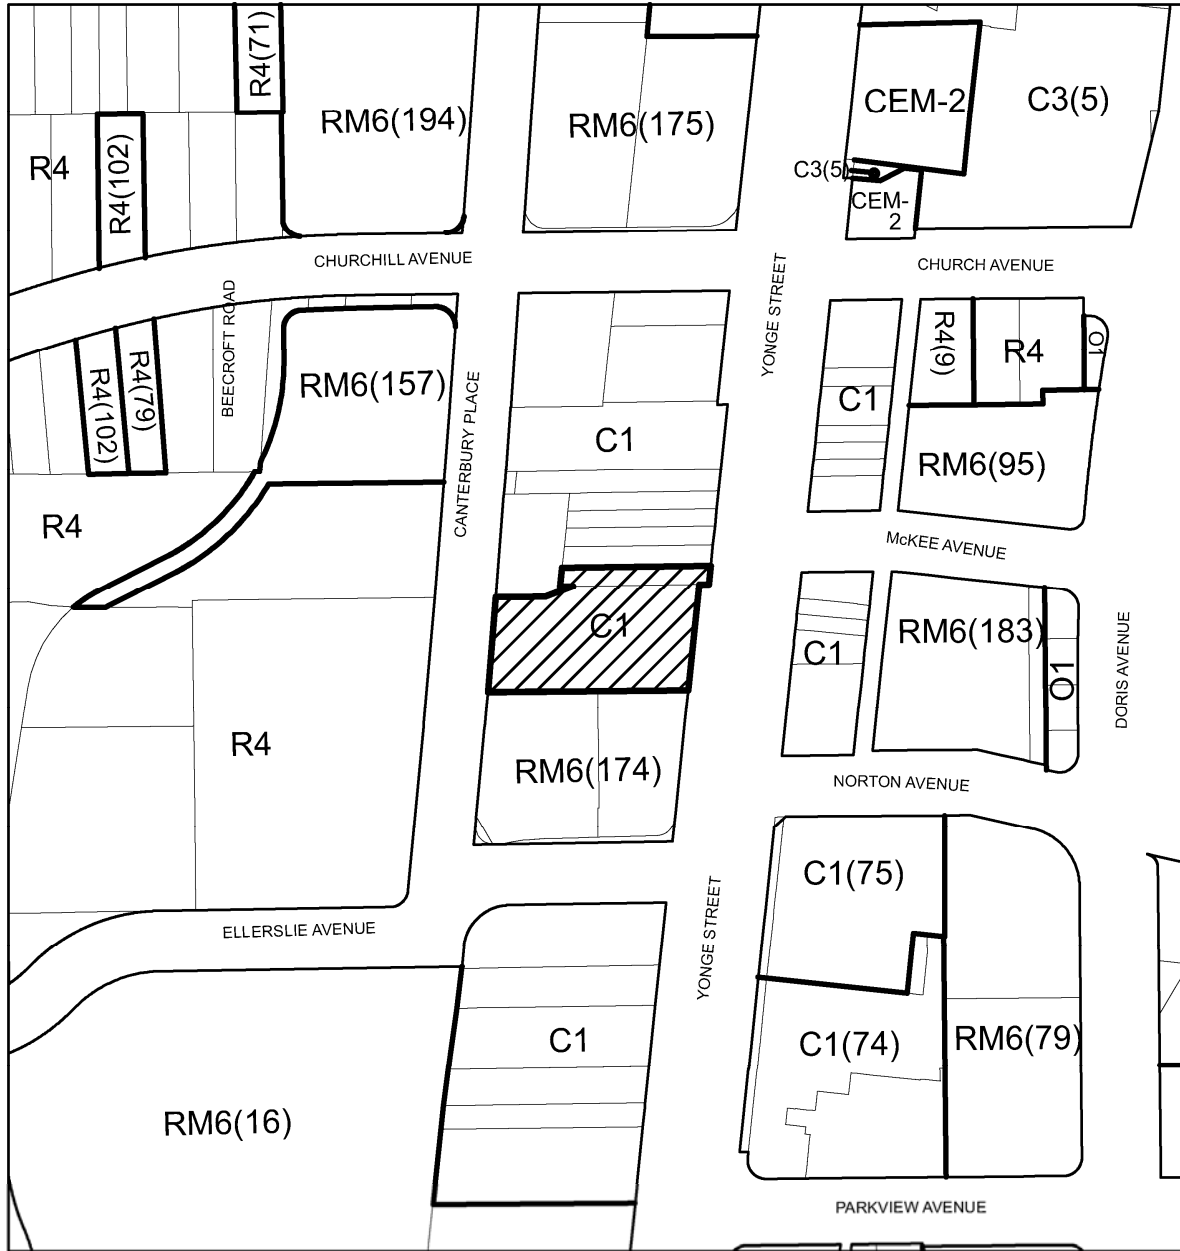 R4(71)
RM6(194)
RM6(175)
CEM-2
C3(5)
R4
R4(102)
C3(5)
CEM-
2
CHURCHILL AVENUE
CHURCH AVENUE
BEECROFT ROAD
YONGE STREET
R4(102)
R4(79)
RM6(157)
CANTERBURY PLACE
C1
C1
R4(9)
R4
O1
RM6(95)
R4
McKEE AVENUE
C1
C1
RM6(183)
O1
DORIS AVENUE
R4
RM6(174)
NORTON AVENUE
C1(75)
ELLERSLIE AVENUE
YONGE STREET
C1
C1(74)
RM6(79)
RM6(16)
PARKVIEW AVENUE